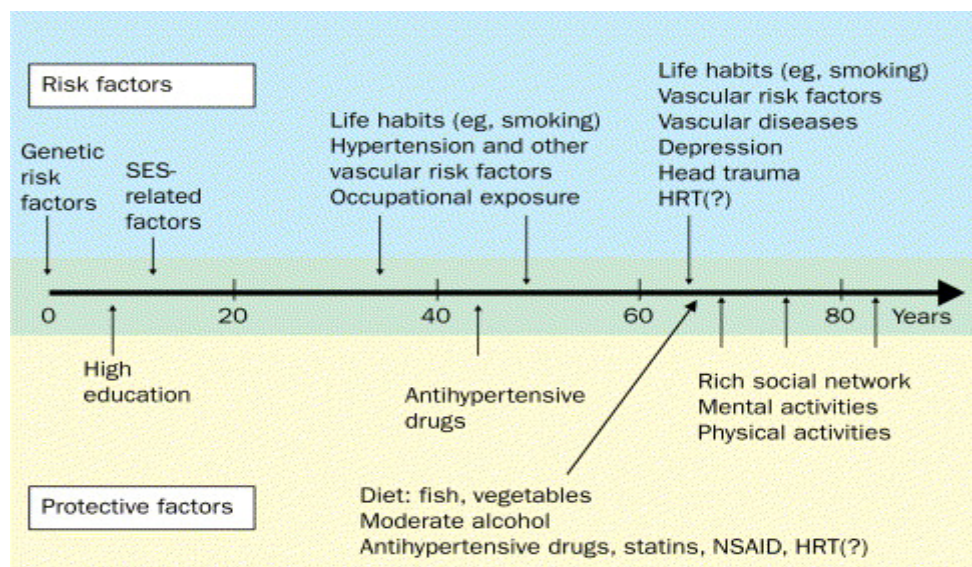 Risk factors
Genetic
risk
factors
SES-
related
factors
Life habits (eg, smoking)
Hypertension and other
vascular risk factors
Occupational exposure
Life habits (eg, smoking)
Vascular risk factors
Vascular diseases
Depression
Head trauma
HRT(?)
0 20 40 60 80 Years
High
education
Antihypertensive
drugs
Rich social network
Mental activities
Physical activities
Protective factors
Diet: fish, vegetables
Moderate alcohol
Antihypertensive drugs, statins, NSAID, HRT(?)